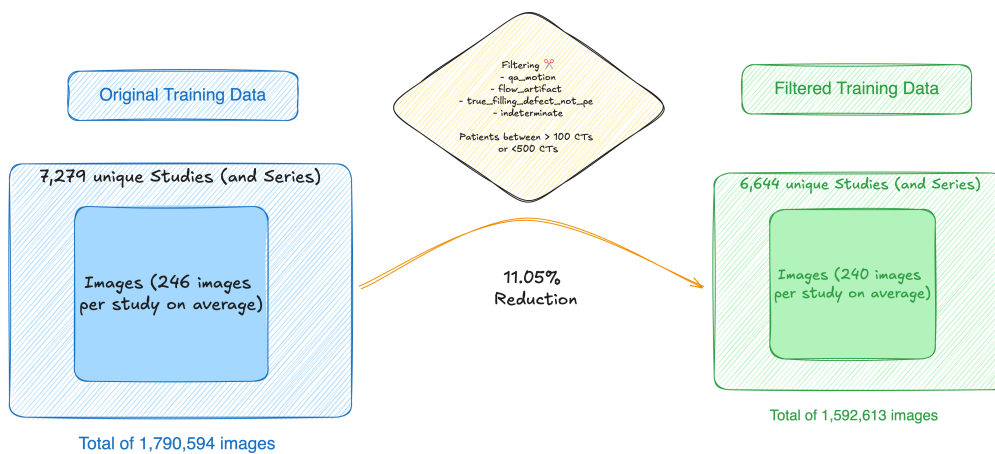 Original Training Data
7,279 unique Studies (and Series)
Images (246 images
per study on average)
Total of 1,790,594 images
Filtering ✂️
- qa_motion
- flow_artifact
- true_filling_defect_not_pe
- indeterminate
Patients between > 100 CTs
or <500 CTs
11.05%
Reduction
Filtered Training Data
6,644 unique Studies (and Series)
Images (240 images
per study on average)
Total of 1,592,613 images